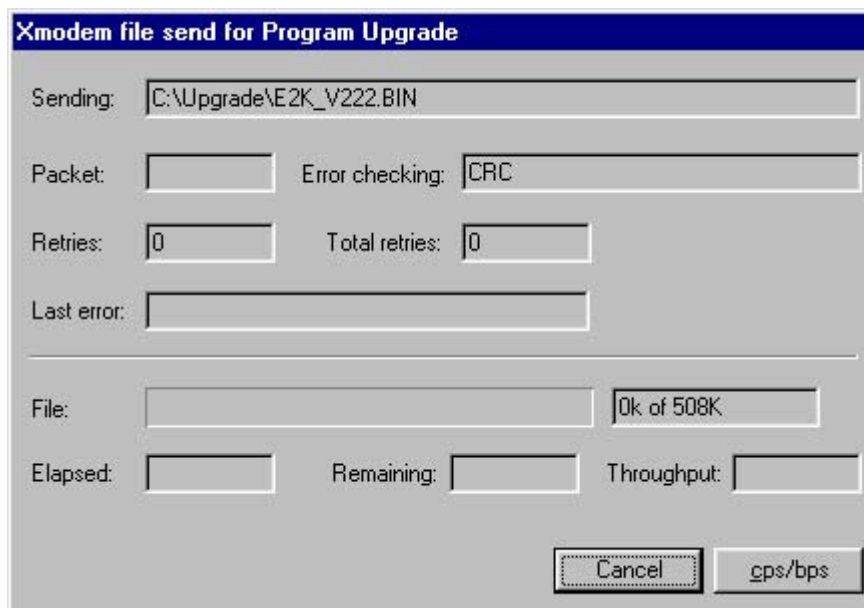 Xmodem file send for Program Upgrade
Sending: C:\Upgrade\E2K_V222.BIN
Packet: Error checking: CRC
Retries: 0 Total retries: 0
Last error:
File: 0k of 508K
Elapsed: Remaining: Throughput:
Cancel cps/bps